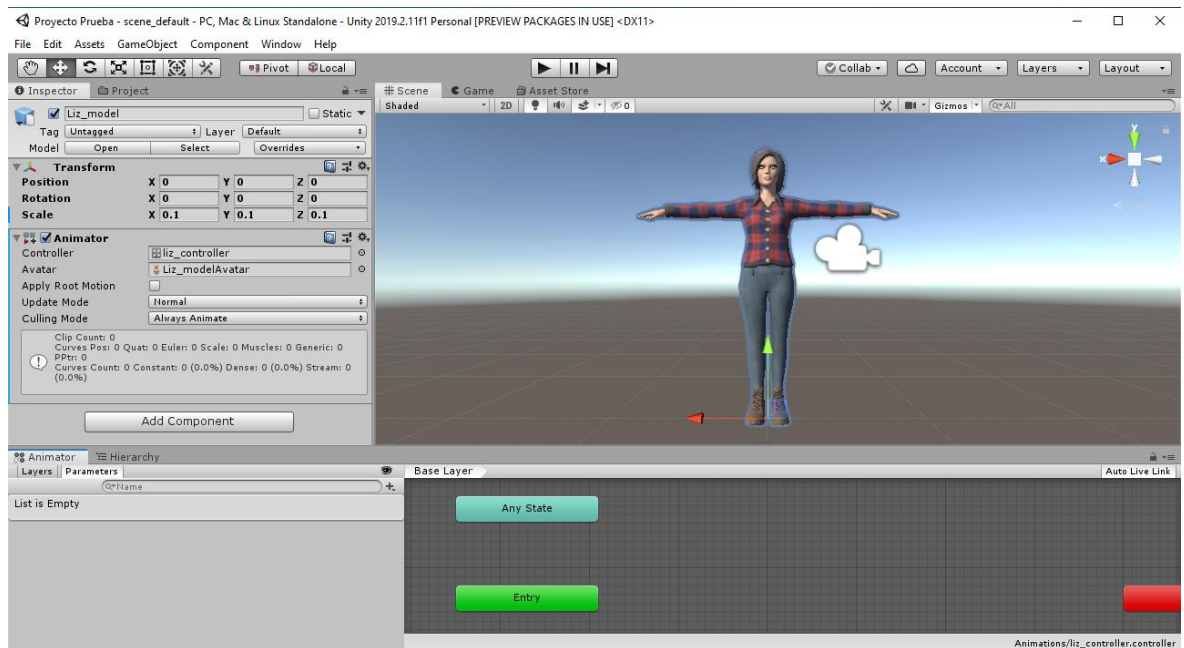 Proyecto Prueba - scene_default - PC, Mac & Linux Standalone - Unity 2019.2.11f1 Personal [PREVIEW PACKAGES IN USE] <DX11>
File Edit Assets GameObject Component Window Help
Pivot Local Collab Account Layers Layout
Inspector Project
Liz_model Static
Tag Untagged Layer Default
Model Open Select Overrides
Transform
Position X 0 Y 0 Z 0
Rotation X 0 Y 0 Z 0
Scale X 0.1 Y 0.1 Z 0.1
Animator
Controller liz_controller
Avatar Liz_modelAvatar
Apply Root Motion
Update Mode Normal
Culling Mode Always Animate
Clip Count: 0
Curves Pos: 0 Quat: 0 Euler: 0 Scale: 0 Muscles: 0 Generic: 0
PPtr: 0
Curves Count: 0 Constant: 0 (0.0%) Dense: 0 (0.0%) Stream: 0
(0.0%)
Add Component
Scene Game Asset Store
Shaded 2D 0 Gizmos All
y
x
Animator Hierarchy
Layers Parameters Base Layer Auto Live Link
Name
List is Empty
Any State
Entry
Animations/liz_controller.controller